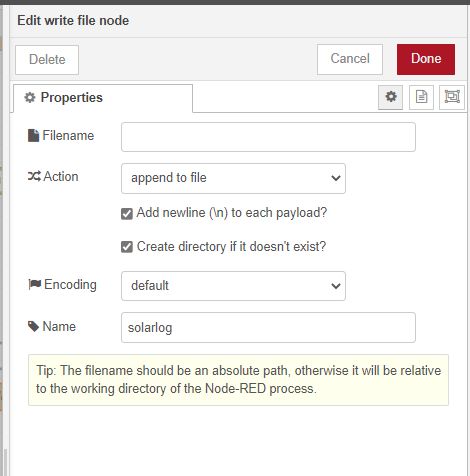 Edit write file node
Delete
Cancel
Done
Properties
Filename
Action
append to file
Add newline (\n) to each payload?
Create directory if it doesn't exist?
Encoding
default
Name
solarlog
Tip: The filename should be an absolute path, otherwise it will be relative
to the working directory of the Node-RED process.